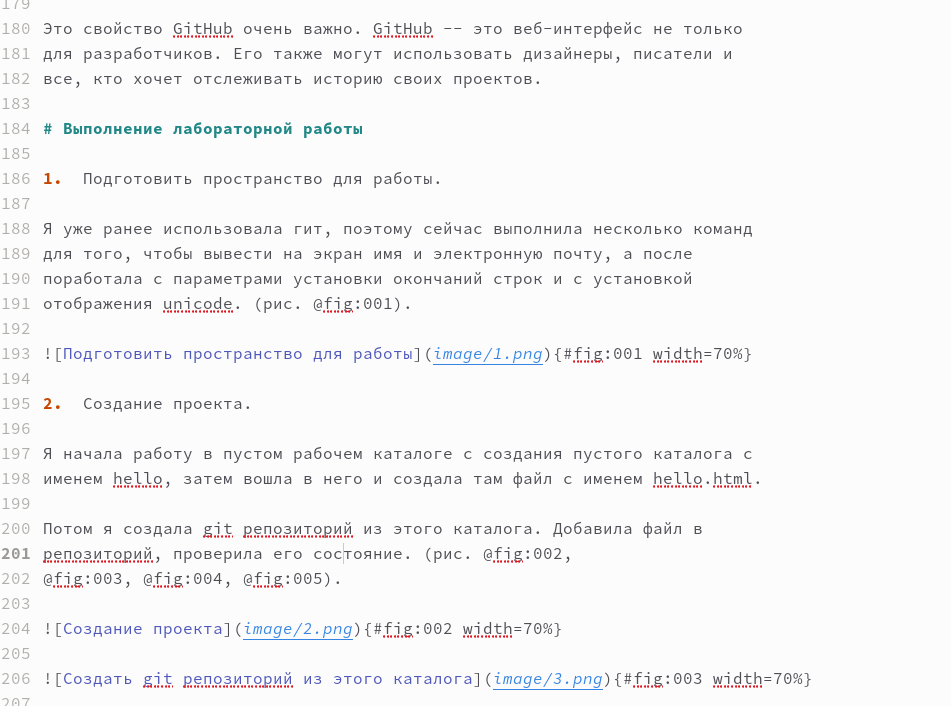 179
180 Это свойство GitHub очень важно. GitHub -- это веб-интерфейс не только
181 для разработчиков. Его также могут использовать дизайнеры, писатели и
182 все, кто хочет отслеживать историю своих проектов.
183
184 # Выполнение лабораторной работы
185
186 1.  Подготовить пространство для работы.
187
188 Я уже ранее использовала гит, поэтому сейчас выполнила несколько команд
189 для того, чтобы вывести на экран имя и электронную почту, а после
190 поработала с параметрами установки окончаний строк и с установкой
191 отображения unicode. (рис. @fig:001).
192
193 ![Подготовить пространство для работы](image/1.png){#fig:001 width=70%}
194
195 2.  Создание проекта.
196
197 Я начала работу в пустом рабочем каталоге с создания пустого каталога с
198 именем hello, затем вошла в него и создала там файл с именем hello.html.
199
200 Потом я создала git репозиторий из этого каталога. Добавила файл в
201 репозиторий, проверила его состояние. (рис. @fig:002,
202 @fig:003, @fig:004, @fig:005).
203
204 ![Создание проекта](image/2.png){#fig:002 width=70%}
205
206 ![Создать git репозиторий из этого каталога](image/3.png){#fig:003 width=70%}
207